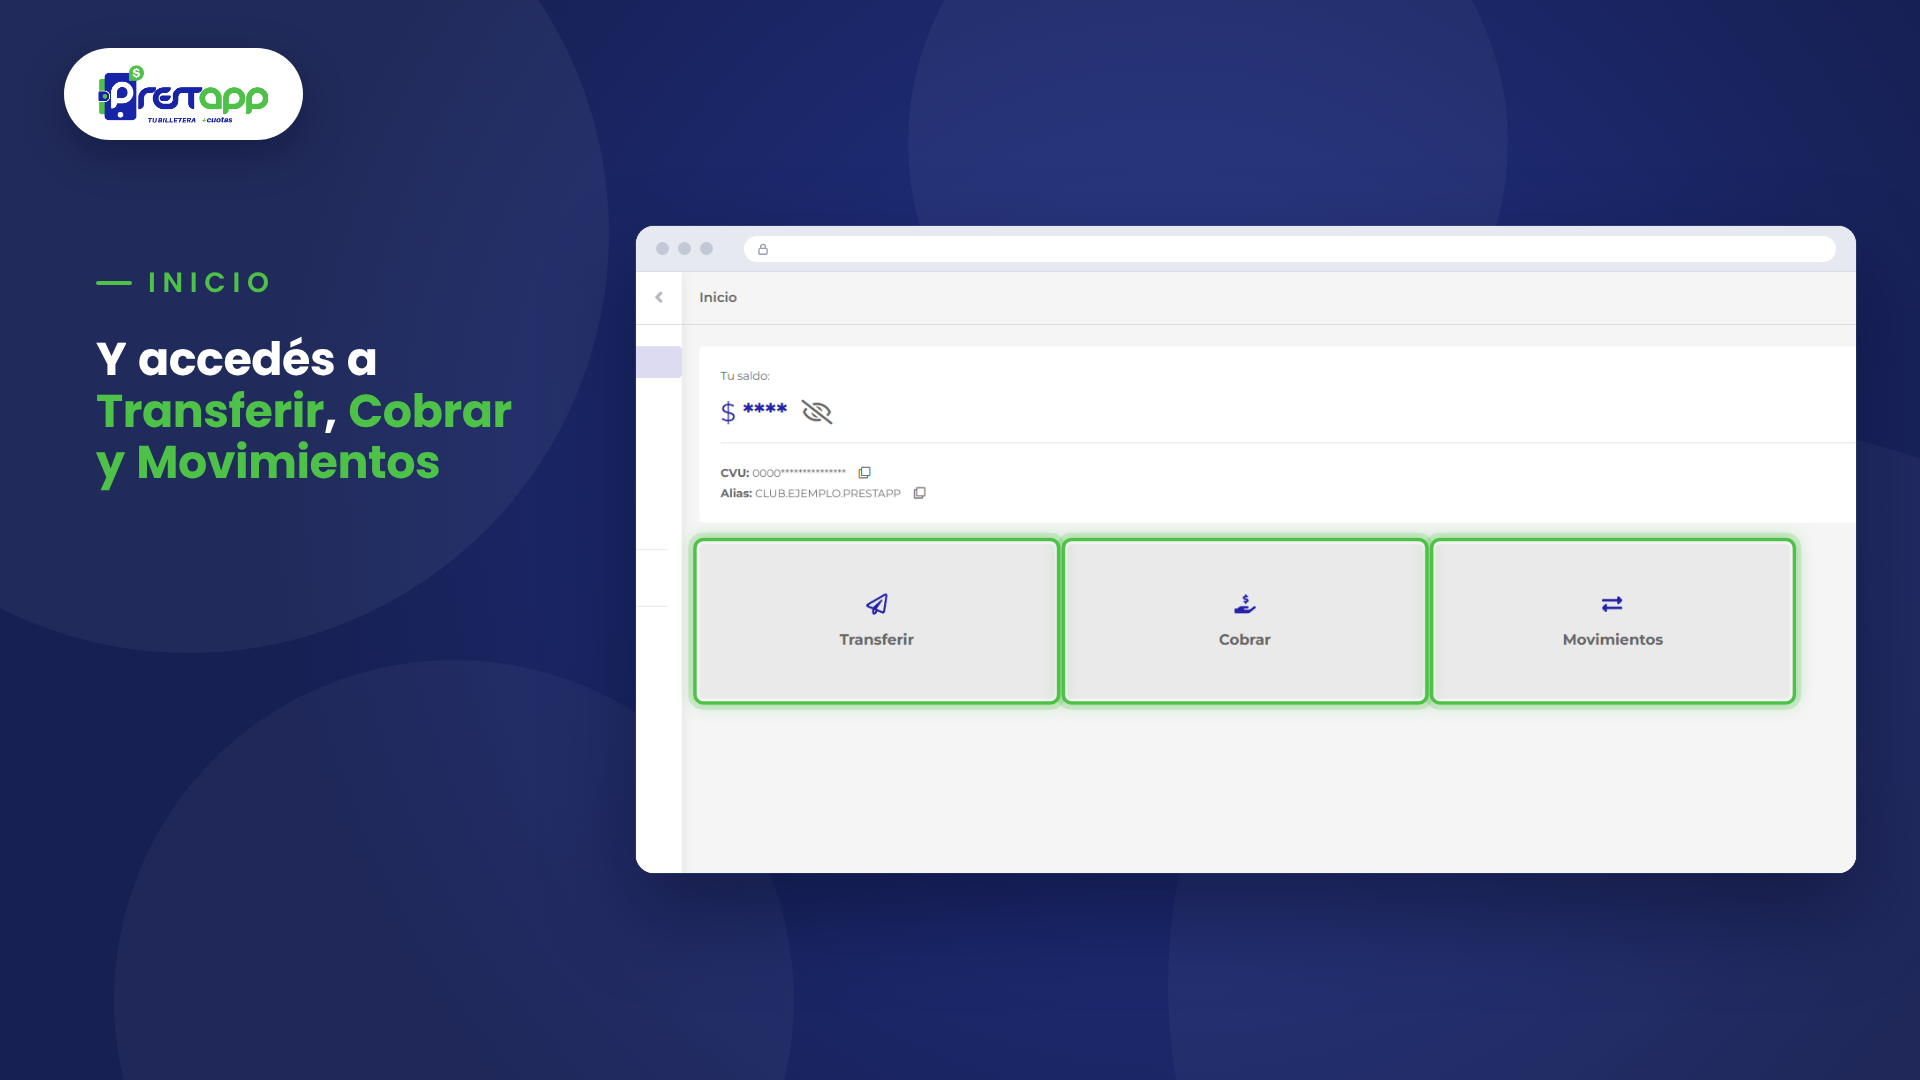 $
Prestapp
TU BILLETERA +cuotas
INICIO
Y accedés a
Transferir, Cobrar
y Movimientos
Inicio
Tu saldo:
$ ****
CVU: 0000***************
Alias: CLUB.EJEMPLO.PRESTAPP
Transferir
Cobrar
Movimientos